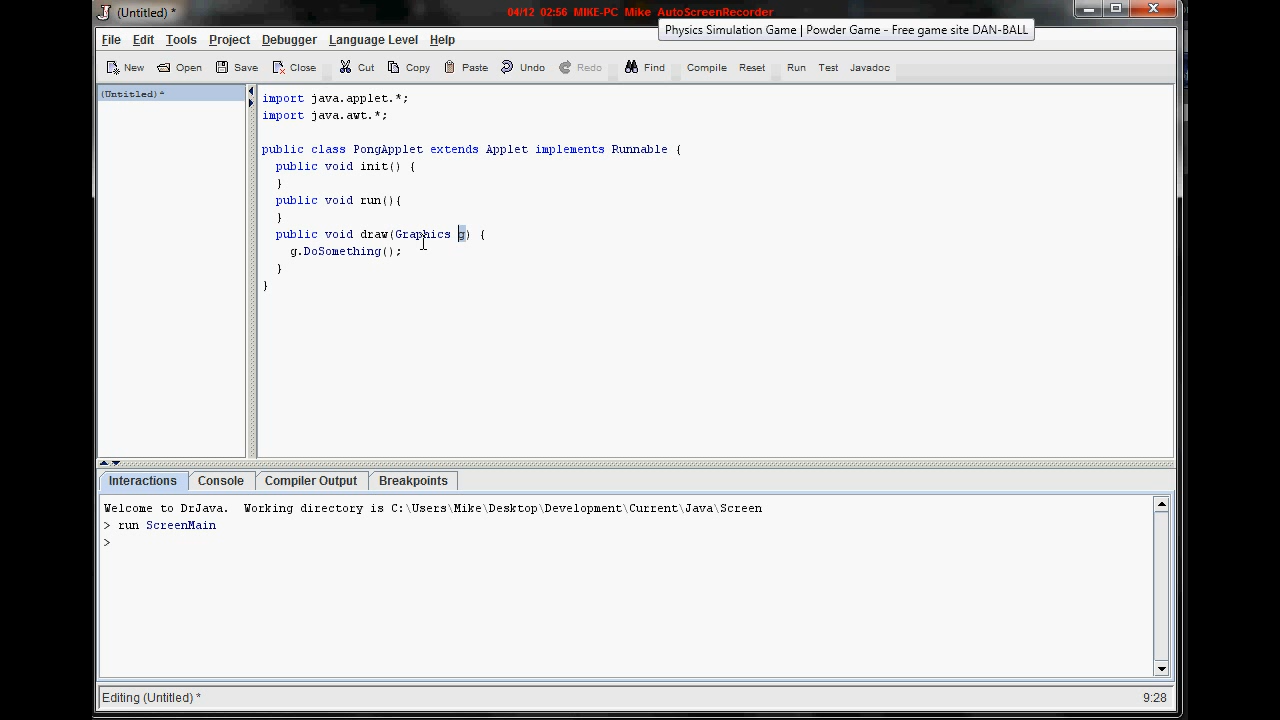 04/12 02:56 MIKE-PC Mike AutoScreenRecorder
(Untitled) *
Physics Simulation Game | Powder Game - Free game site DAN-BALL
File Edit Tools Project Debugger Language Level Help
New Open Save Close Cut Copy Paste Undo Redo Find Compile Reset Run Test Javadoc
(Untitled)*
import java.applet.*;
import java.awt.*;
public class PongApplet extends Applet implements Runnable {
public void init() {
}
public void run(){
}
public void draw(Graphics g) {
g.DoSomething();
}
}
Interactions Console Compiler Output Breakpoints
Welcome to DrJava. Working directory is C:\Users\Mike\Desktop\Development\Current\Java\Screen
> run ScreenMain
>
Editing (Untitled) * 9:28